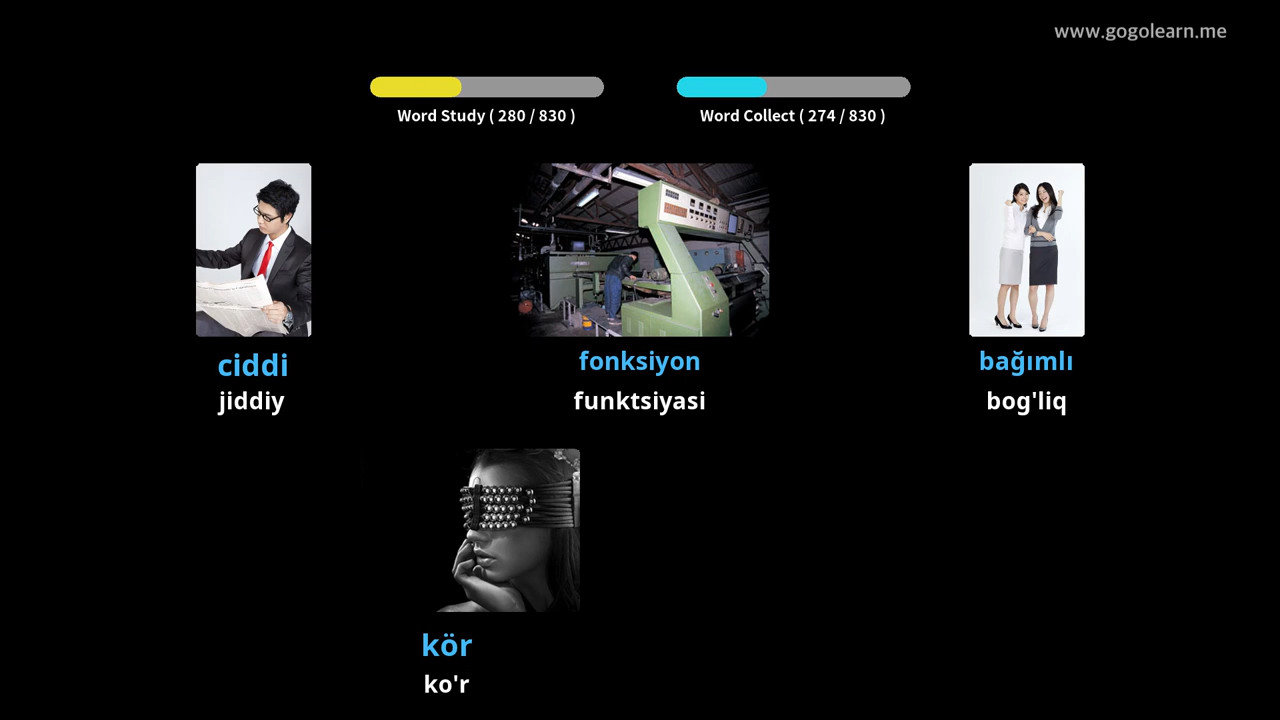 www.gogolearn.me
Word Study ( 280 / 830 )
Word Collect ( 274 / 830 )
ciddi
jiddiy
fonksiyon
funktsiyasi
bağımlı
bog'liq
kör
ko'r